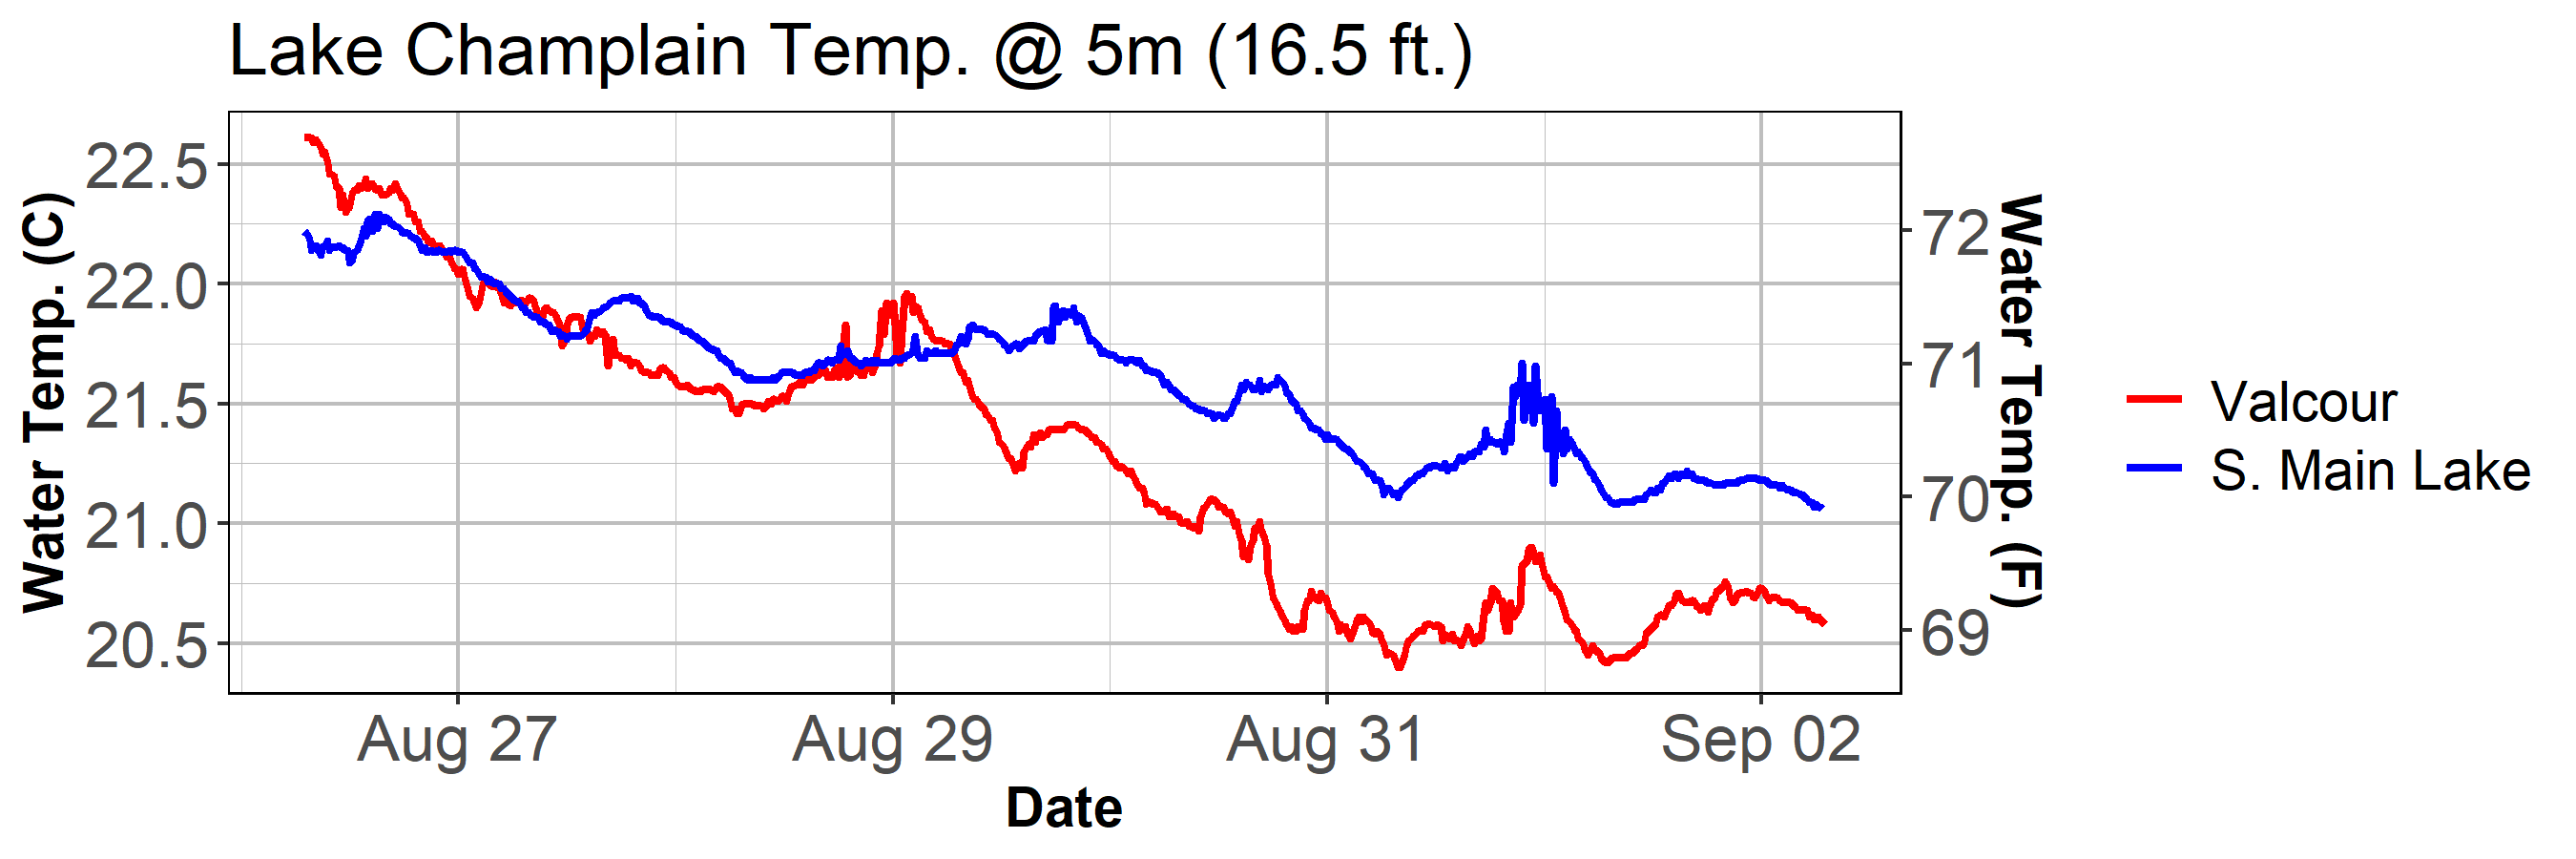 Lake Champlain Temp. @ 5m (16.5 ft.)
Water Temp. (C)
22.5
22.0
21.5
21.0
20.5
Water Temp. (F)
72
71
70
69
Aug 27
Aug 29
Aug 31
Sep 02
Date
Valcour
S. Main Lake